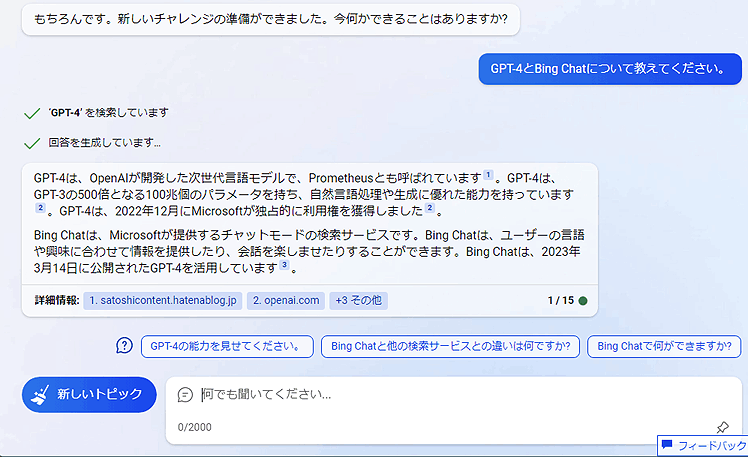 もちろんです。新しいチャレンジの準備ができました。今何かできることはありますか?
GPT-4とBing Chatについて教えてください。
'GPT-4' を検索しています
回答を生成しています…
GPT-4は、OpenAIが開発した次世代言語モデルで、Prometheusとも呼ばれています 1 。GPT-4は、
GPT-3の500倍となる100兆個のパラメータを持ち、自然言語処理や生成に優れた能力を持っています
2 。GPT-4は、2022年12月にMicrosoftが独占的に利用権を獲得しました 2 。
Bing Chatは、Microsoftが提供するチャットモードの検索サービスです。Bing Chatは、ユーザーの言語
や興味に合わせて情報を提供したり、会話を楽しませたりすることができます。Bing Chatは、2023年
3月14日に公開されたGPT-4を活用しています 3 。
詳細情報: 1. satoshicontent.hatenablog.jp 2. openai.com +3 その他 1 / 15
GPT-4の能力を見せてください。 Bing Chatと他の検索サービスとの違いは何ですか? Bing Chatで何ができますか?
新しいトピック
何でも聞いてください...
0/2000
フィードバック